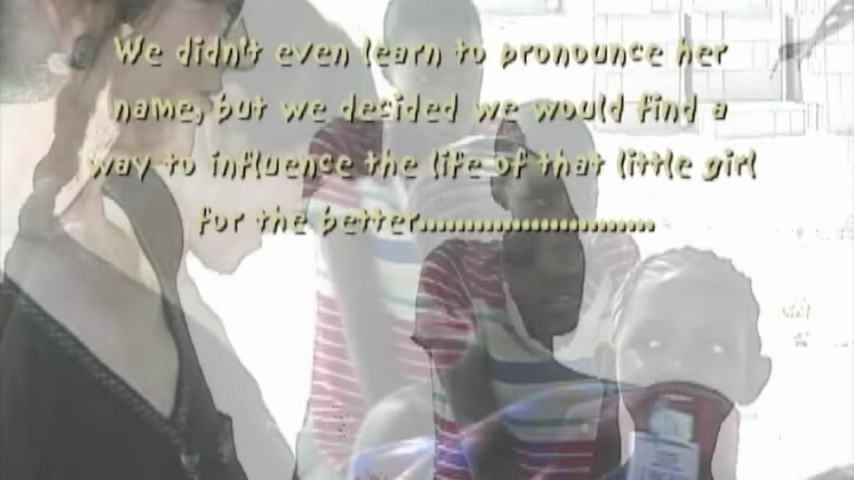 We didn't even learn to pronounce her
name, but we decided we would find a
way to influence the life of that little girl
for the better..........................